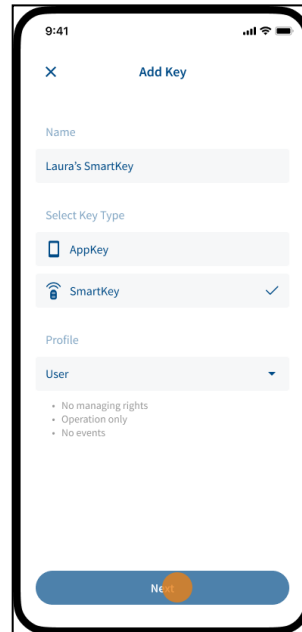 9:41
Add Key
Name
Laura's SmartKey
Select Key Type
AppKey
SmartKey
Profile
User
• No managing rights
• Operation only
• No events
Next